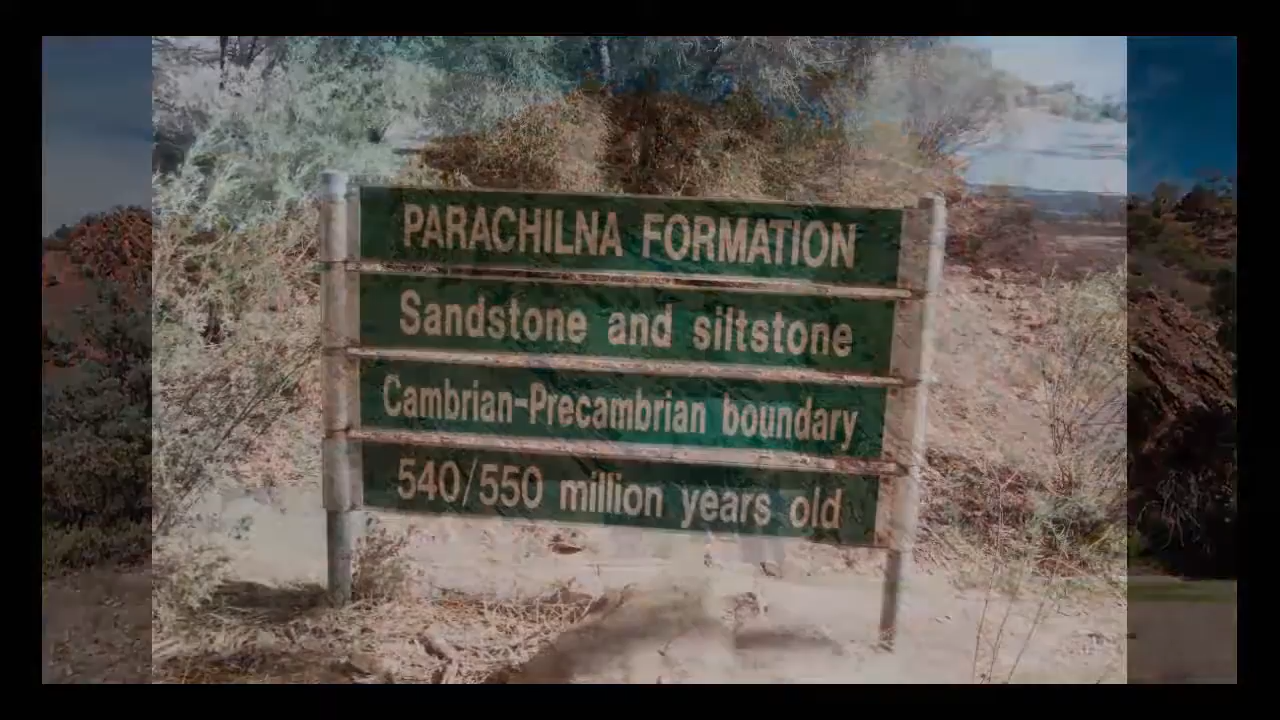 PARACHILNA FORMATION
Sandstone and siltstone
Cambrian-Precambrian boundary
540/550 million years old